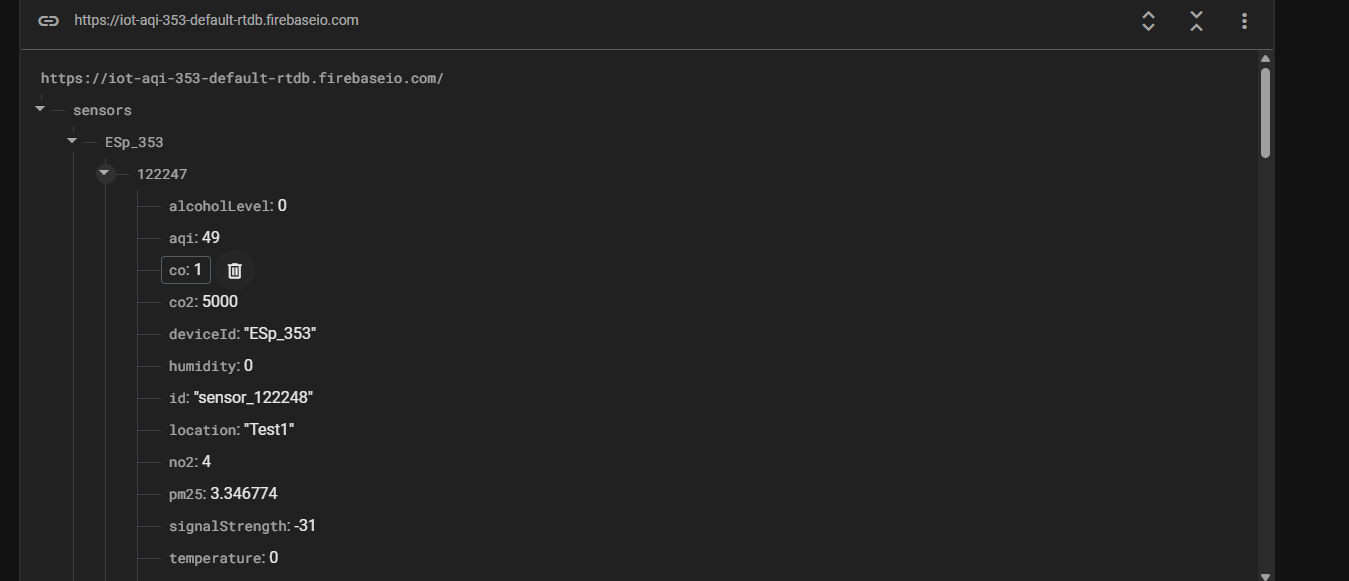 https://iot-aqi-353-default-rtdb.firebaseio.com
https://iot-aqi-353-default-rtdb.firebaseio.com/
sensors
ESp_353
122247
alcoholLevel: 0
aqi: 49
co: 1
co2: 5000
deviceId: "ESp_353"
humidity: 0
id: "sensor_122248"
location: "Test1"
no2: 4
pm25: 3.346774
signalStrength: -31
temperature: 0